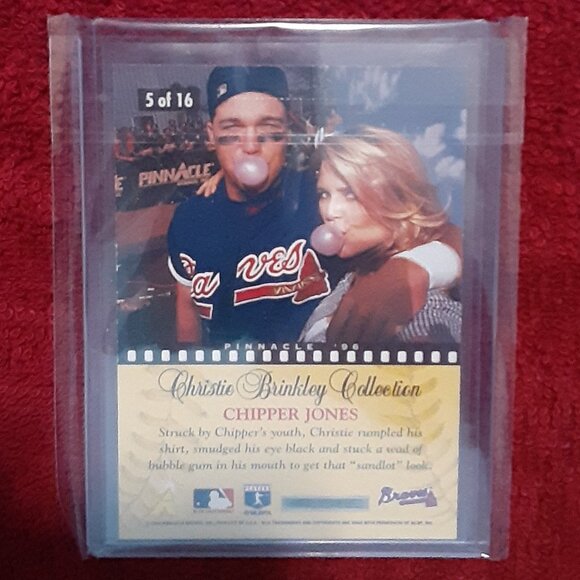 5 of 16
PINNACLE
Braves
PINNACLE '96
Christie Brinkley Collection
CHIPPER JONES
Struck by Chipper's youth, Christie rumpled his
shirt, smudged his eye black and stuck a wad of
bubble gum in his mouth to get that "sandlot" look.
Braves